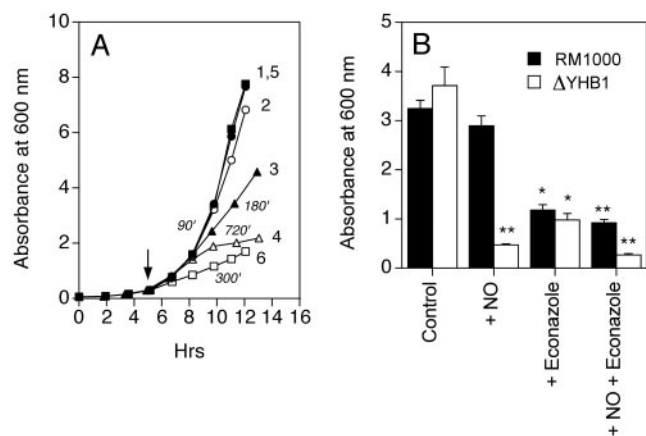 A
B
Absorbance at 600 nm
10
8
6
4
2
0
1,5
2
3
4
6
90'
180'
720'
300'
0 2 4 6 8 10 12 14 16
Hrs
Absorbance at 600 nm
5
4
3
2
1
0
RM1000
ΔYHB1
**
*
*
**
**
Control
+ NO
+ Econazole
+ NO + Econazole